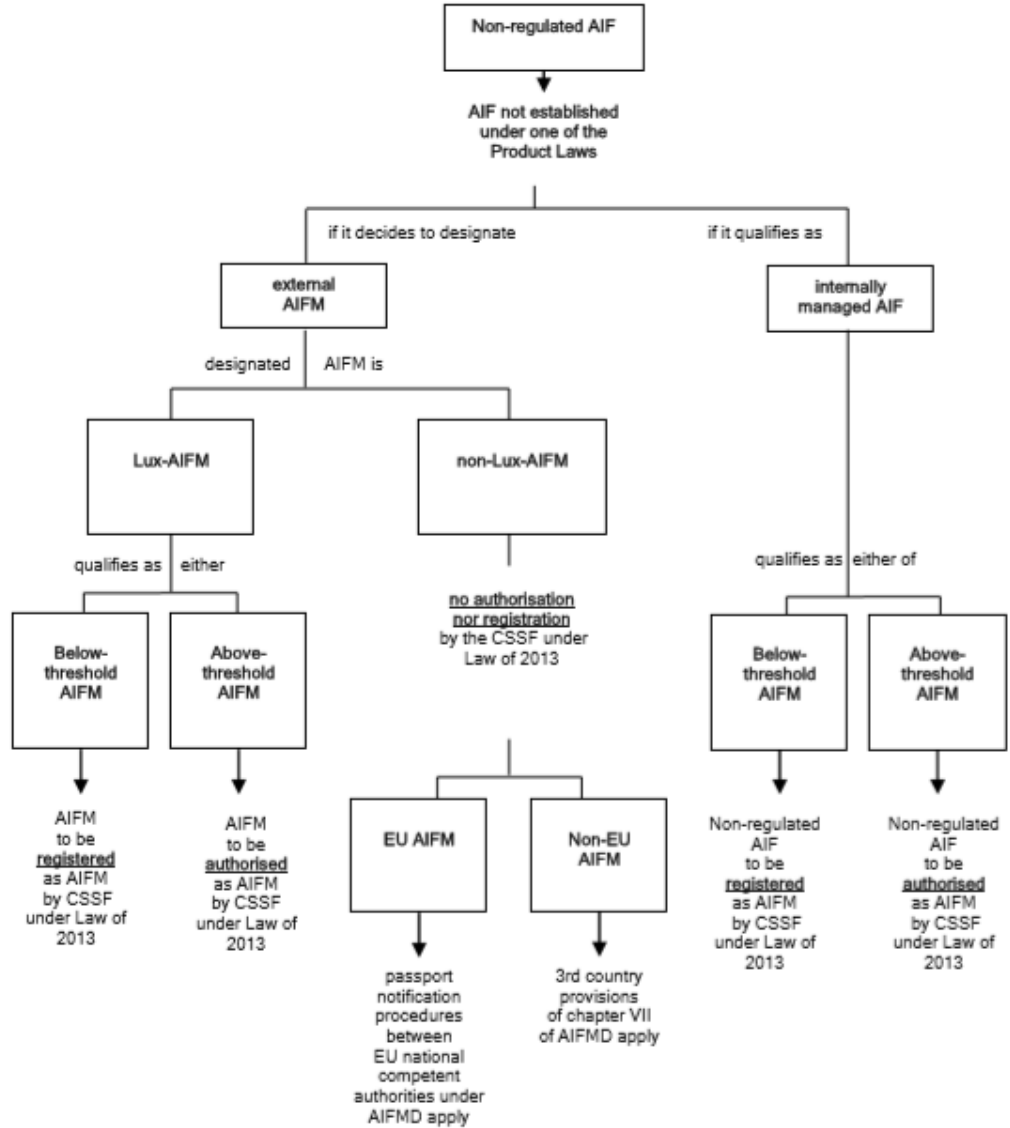 Non-regulated AIF
AIF not established
under one of the
Product Laws
if it decides to designate
if it qualifies as
external
AIFM
internally
managed AIF
designated
AIFM is
Lux-AIFM
non-Lux-AIFM
qualifies as
either
qualifies as
either of
no authorisation
nor registration
by the CSSF under
Law of 2013
Below-
threshold
AIFM
Above-
threshold
AIFM
Below-
threshold
AIFM
Above-
threshold
AIFM
EU AIFM
Non-EU
AIFM
AIFM
to be
registered
as AIFM
by CSSF
under Law of
2013
AIFM
to be
authorised
as AIFM
by CSSF
under Law of
2013
Non-regulated
AIF
to be
registered
as AIFM
by CSSF
under Law of
2013
Non-regulated
AIF
to be
authorised
as AIFM
by CSSF
under Law of
2013
passport
notification
procedures
between
EU national
competent
authorities under
AIFMD apply
3rd country
provisions
of chapter VII
of AIFMD apply